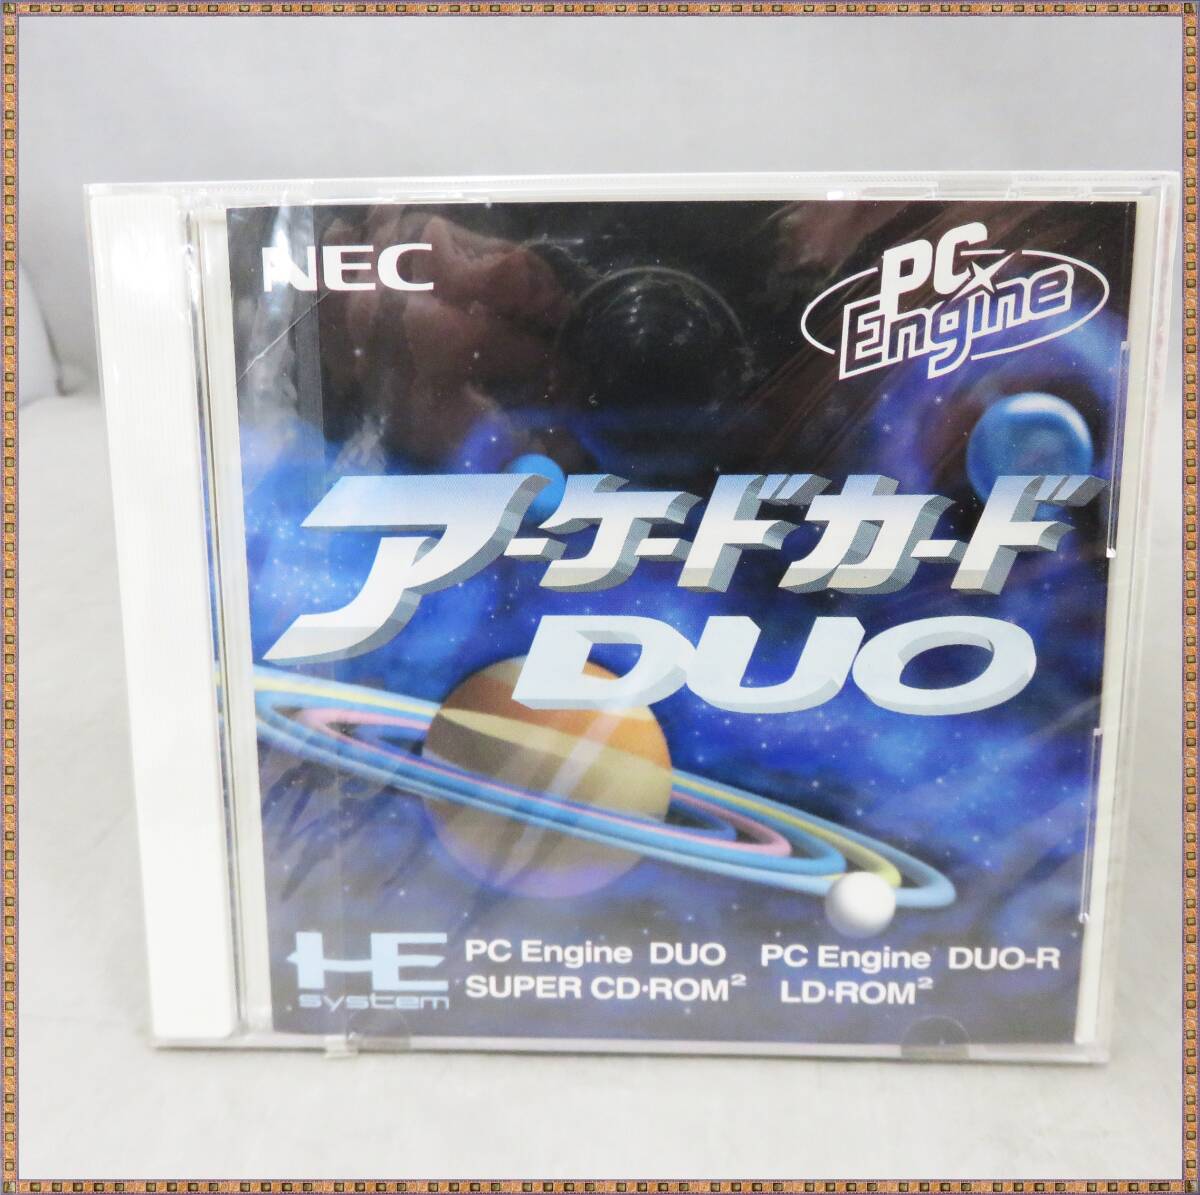 NEC
PC Engine
アーケードカード
DUO
HE system
PC Engine DUO PC Engine DUO-R
SUPER CD・ROM² LD・ROM²